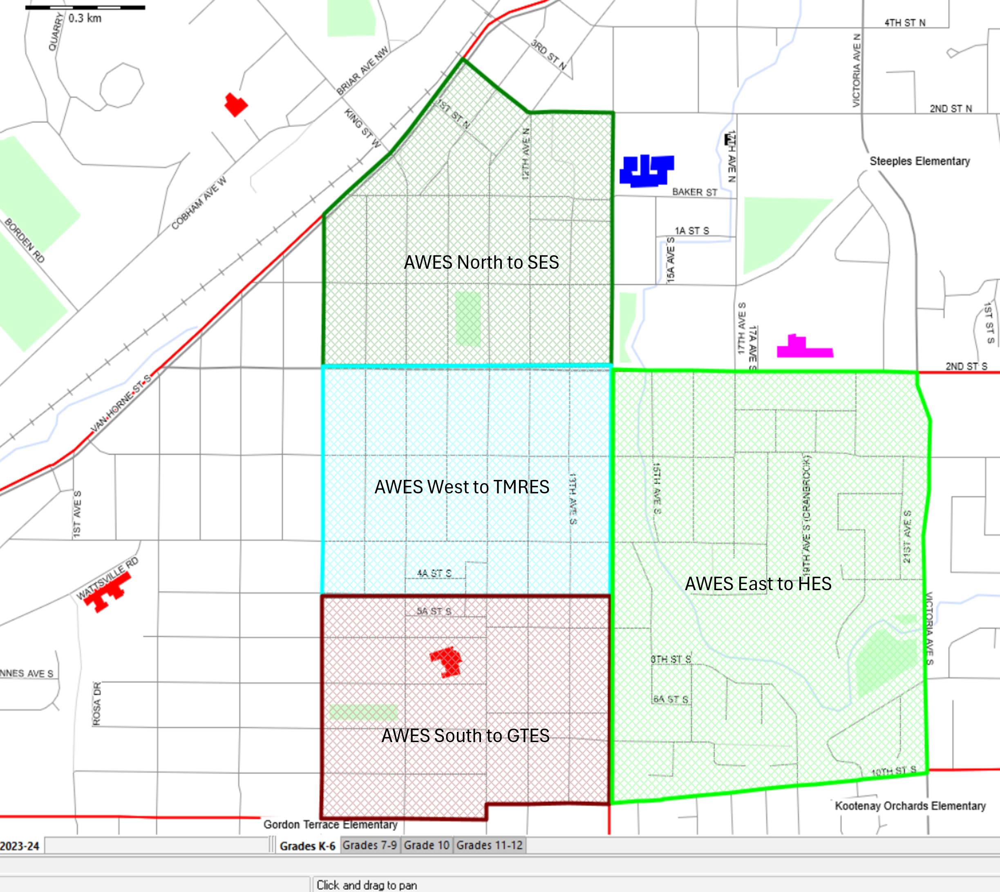 0.3 km
QUARRY
4TH ST N
3RD ST N
VICTORIA AVE N
BRIAR AVE NW
2ND ST N
1ST ST N
KING ST W
12TH AVE N
17TH AVE N
Steeples Elementary
COBHAM AVE W
BAKER ST
BORDEN RD
1A ST S
15A AVE S
AWES North to SES
17TH AVE S
1ST ST S
17A AVE S
2ND ST S
VAN HORNE ST S
15TH AVE S
19TH AVE S (CRANBROOK)
AWES West to TMRES
13TH AVE S
1ST AVE S
21ST AVE S
4A ST S
WATTSVILLE RD
AWES East to HES
VICTORIA AVE S
5A ST S
6TH ST S
NNES AVE S
ROSA DR
6A ST S
AWES South to GTES
10TH ST S
Kootenay Orchards Elementary
Gordon Terrace Elementary
2023-24
Grades K-6
Grades 7-9
Grade 10
Grades 11-12
Click and drag to pan